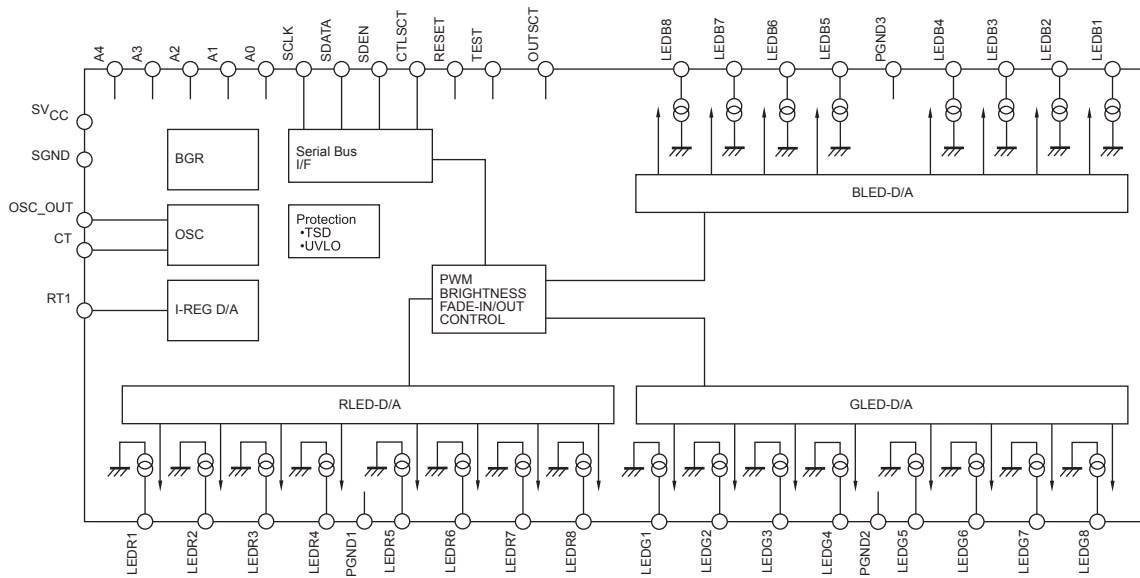 A4
A3
A2
A1
A0
SCLK
SDATA
SDEN
CTLSCT
RESET
TEST
OUTSCT
LEDB8
LEDB7
LEDB6
LEDB5
PGND3
LEDB4
LEDB3
LEDB2
LEDB1
SVCC
SGND
OSC_OUT
CT
RT1
BGR
Serial Bus
I/F
OSC
Protection
•TSD
•UVLO
I-REG D/A
PWM
BRIGHTNESS
FADE-IN/OUT
CONTROL
BLED-D/A
RLED-D/A
GLED-D/A
LEDR1
LEDR2
LEDR3
LEDR4
PGND1
LEDR5
LEDR6
LEDR7
LEDR8
LEDG1
LEDG2
LEDG3
LEDG4
PGND2
LEDG5
LEDG6
LEDG7
LEDG8